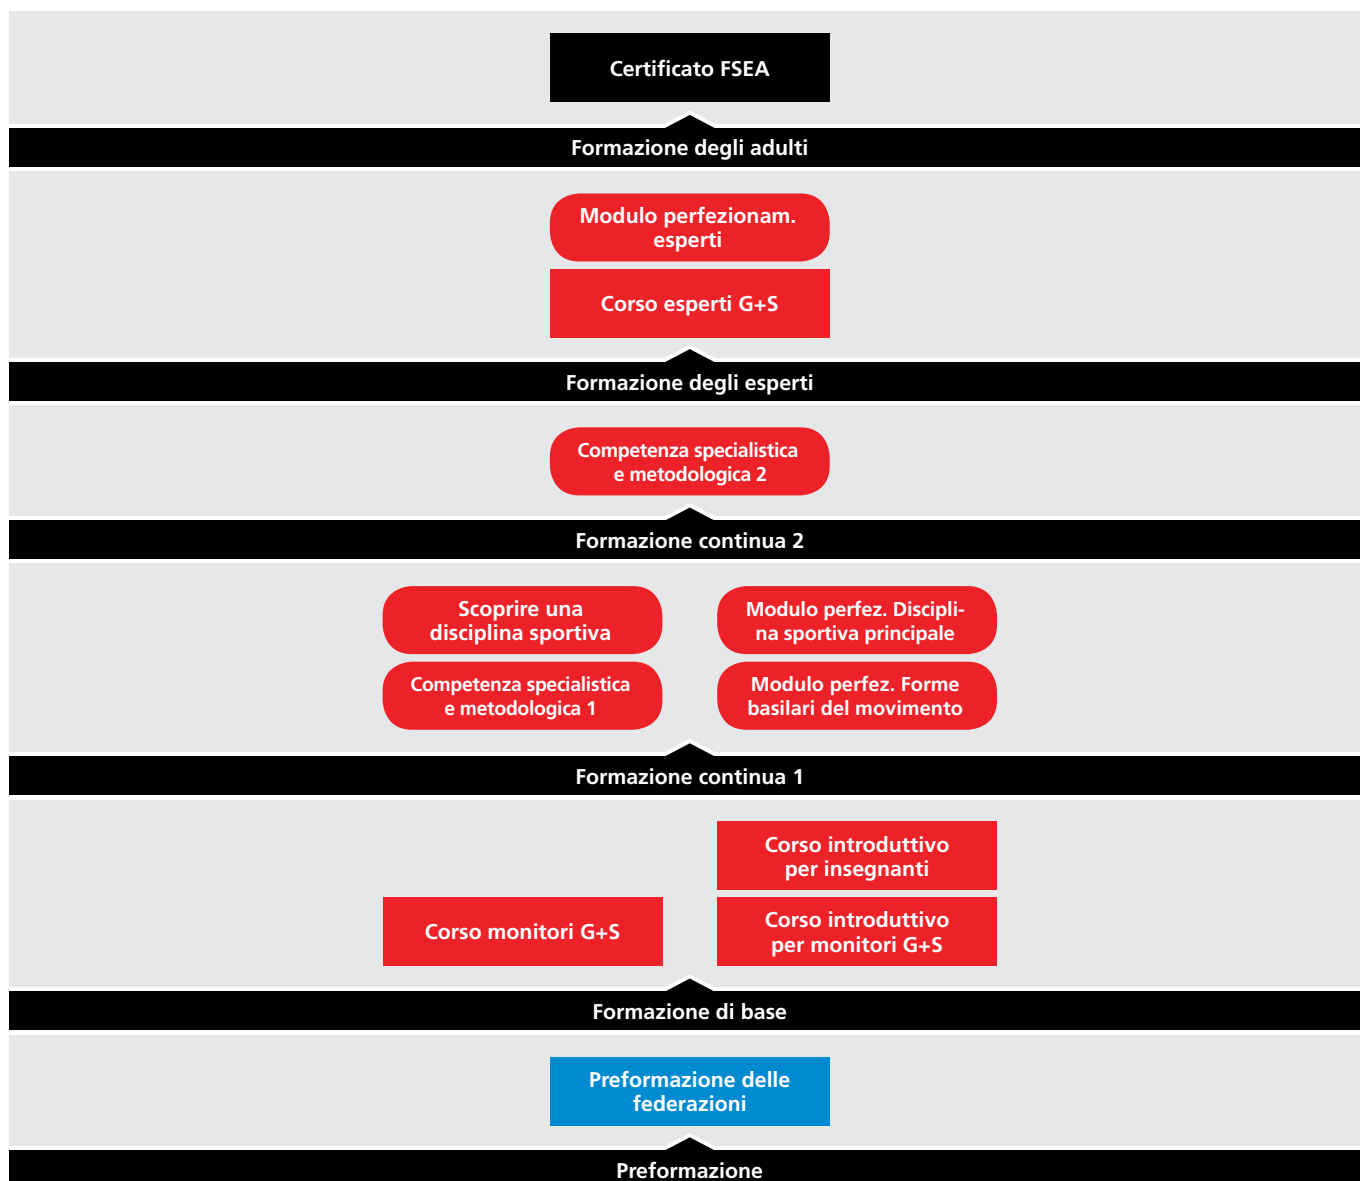 Certificato FSEA
Formazione degli adulti
Modulo perfezionam.
esperti
Corso esperti G+S
Formazione degli esperti
Competenza specialistica
e metodologica 2
Formazione continua 2
Scoprire una
disciplina sportiva
Modulo perfez. Discipli-
na sportiva principale
Competenza specialistica
e metodologica 1
Modulo perfez. Forme
basilari del movimento
Formazione continua 1
Corso introduttivo
per insegnanti
Corso monitori G+S
Corso introduttivo
per monitori G+S
Formazione di base
Preformazione delle
federazioni
Preformazione